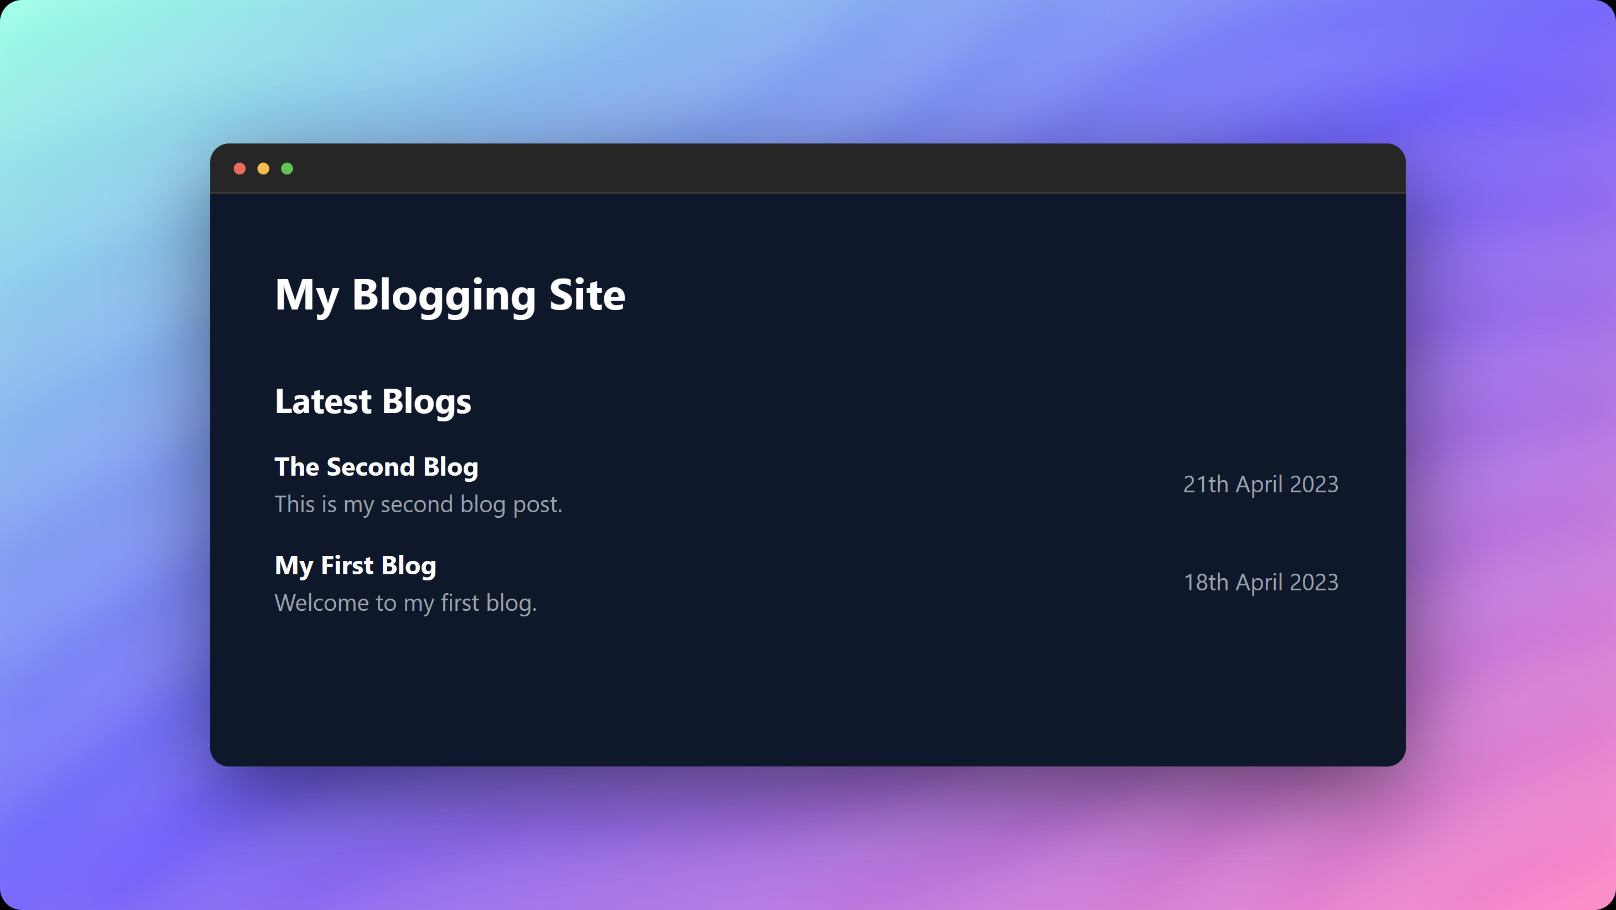 My Blogging Site
Latest Blogs
The Second Blog
This is my second blog post.
21th April 2023
My First Blog
Welcome to my first blog.
18th April 2023